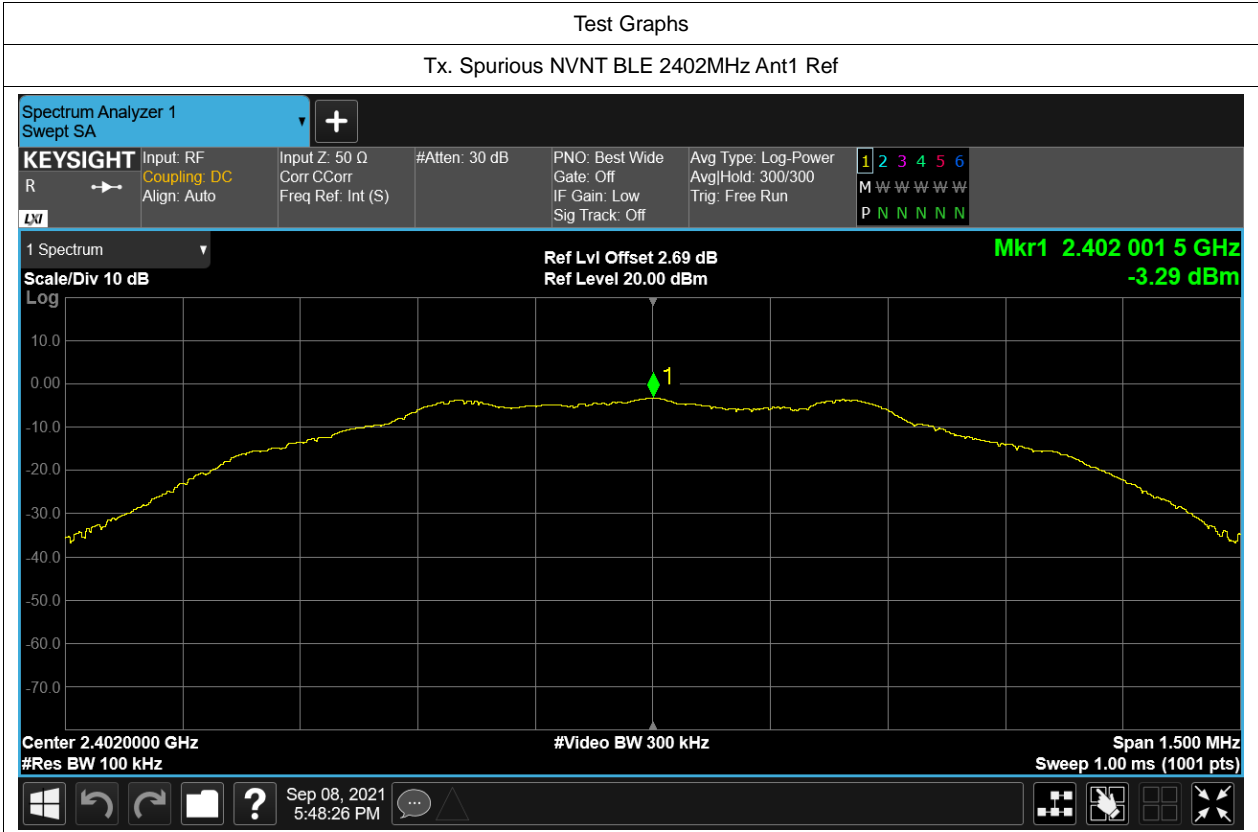 Test Graphs
Tx. Spurious NVNT BLE 2402MHz Ant1 Ref
Spectrum Analyzer 1
Swept SA
KEYSIGHT
R
LXI
Input: RF
Coupling: DC
Align: Auto
Input Z: 50 Ω
Corr CCorr
Freq Ref: Int (S)
#Atten: 30 dB
PNO: Best Wide
Gate: Off
IF Gain: Low
Sig Track: Off
Avg Type: Log-Power
Avg|Hold: 300/300
Trig: Free Run
1 2 3 4 5 6
M W W W W W
P N N N N N
1 Spectrum
Scale/Div 10 dB
Log
Ref Lvl Offset 2.69 dB
Ref Level 20.00 dBm
Mkr1 2.402 001 5 GHz
-3.29 dBm
10.0
0.00
-10.0
-20.0
-30.0
-40.0
-50.0
-60.0
-70.0
1
Center 2.4020000 GHz
#Video BW 300 kHz
Span 1.500 MHz
#Res BW 100 kHz
Sweep 1.00 ms (1001 pts)
?
Sep 08, 2021
5:48:26 PM